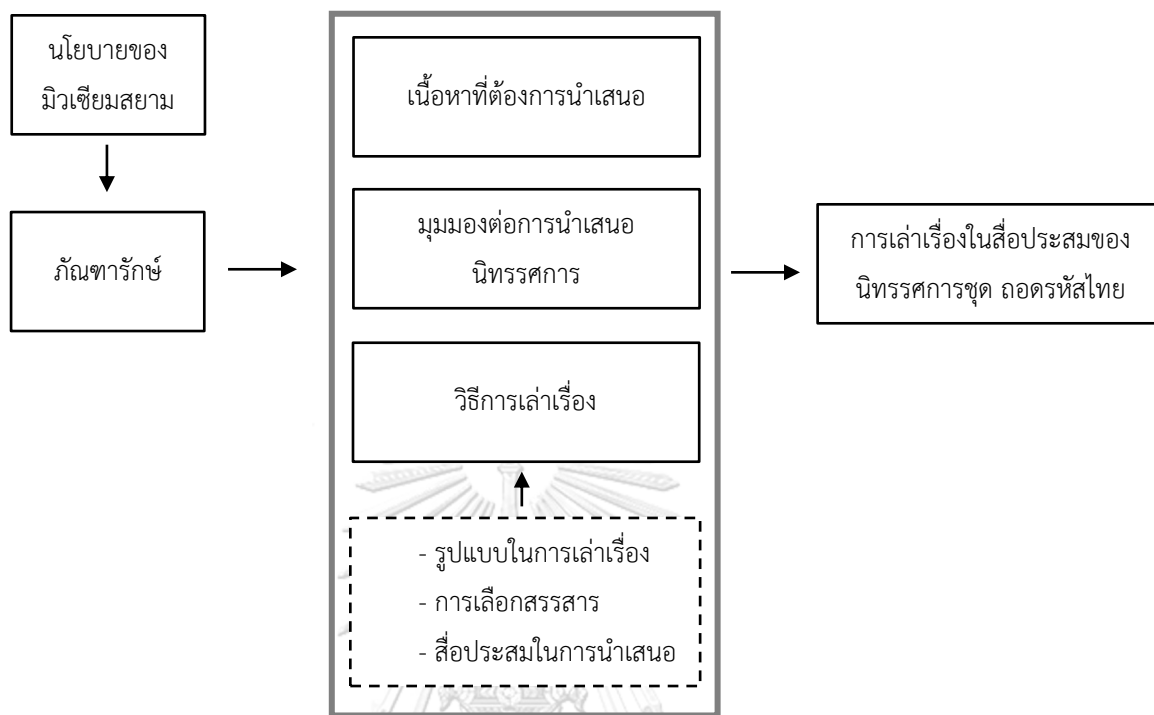 นโยบายของ
มิวเซียมสยาม
ภัณฑารักษ์
เนื้อหาที่ต้องการนำเสนอ
มุมมองต่อการนำเสนอ
นิทรรศการ
วิธีการเล่าเรื่อง
- รูปแบบในการเล่าเรื่อง
- การเลือกสรรสาร
- สื่อประสมในการนำเสนอ
การเล่าเรื่องในสื่อประสมของ
นิทรรศการชุด ถอดรหัสไทย